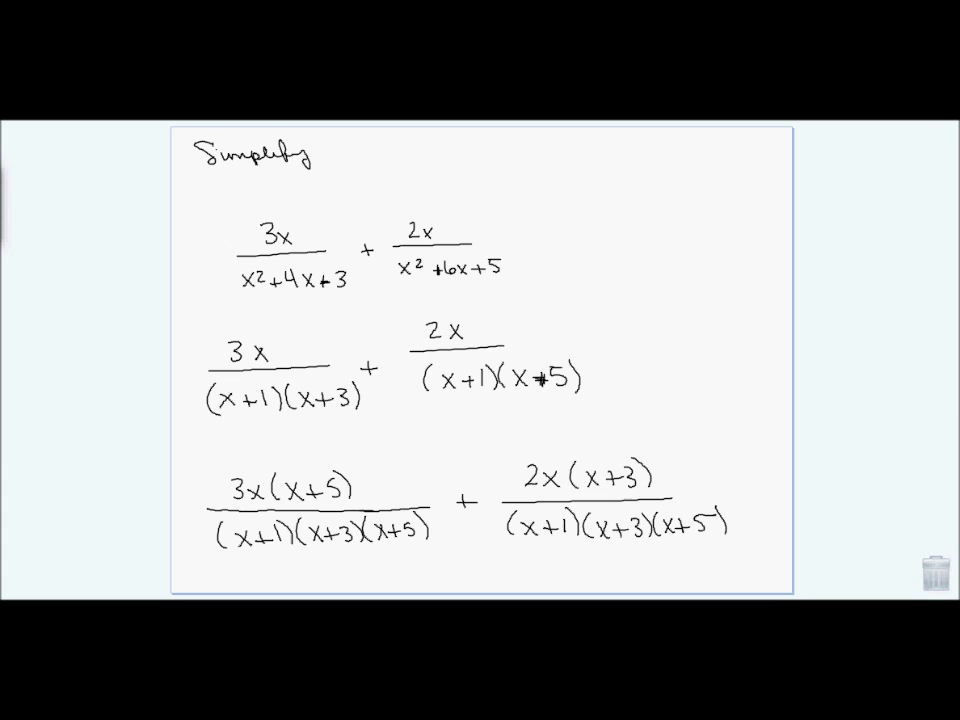 Simplify
3x/(x²+4x+3) + 2x/(x²+6x+5)
3x/((x+1)(x+3)) + 2x/((x+1)(x+5))
3x(x+5)/((x+1)(x+3)(x+5)) + 2x(x+3)/((x+1)(x+3)(x+5))